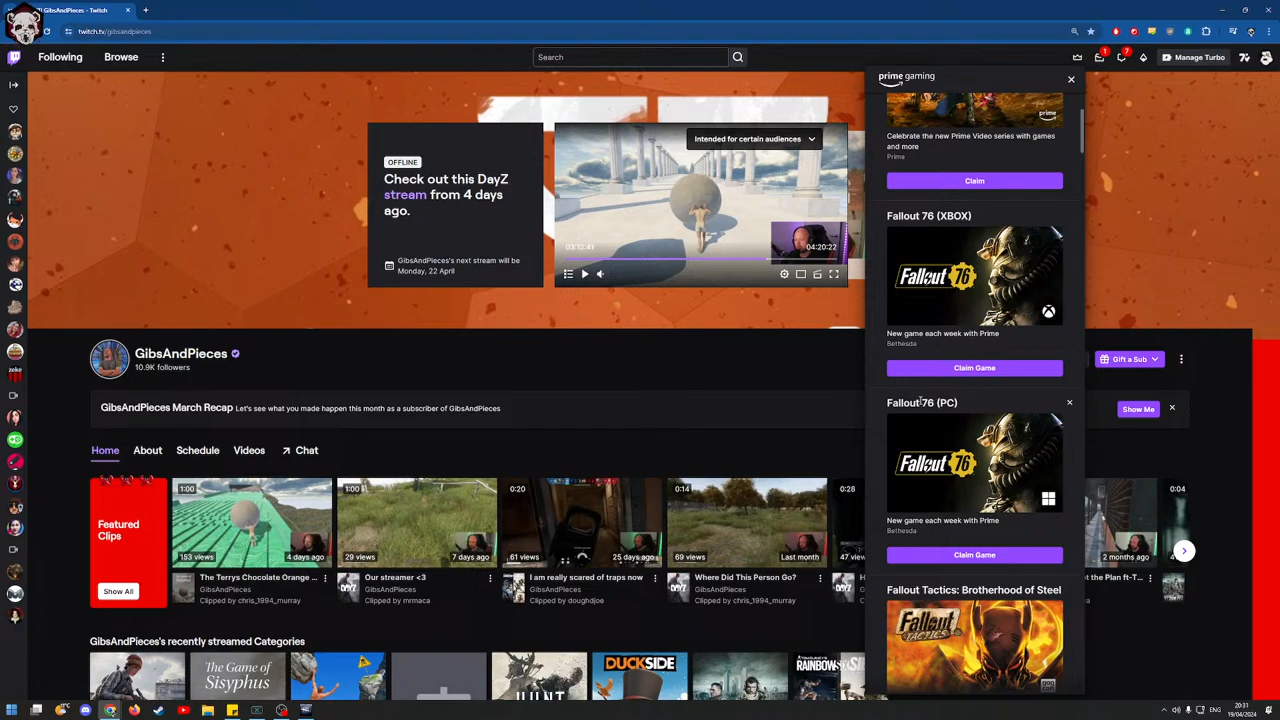 GibsAndPieces - Twitch
twitch.tv/gibsandpieces
Following
Browse
Search
1
7
Manage Turbo
prime gaming
prime
Celebrate the new Prime Video series with games
and more
Prime
Claim
OFFLINE
Check out this DayZ
stream from 4 days
ago.
GibsAndPieces's next stream will be
Monday, 22 April
Intended for certain audiences
03:12:41
04:20:22
Fallout 76 (XBOX)
Fallout 76
New game each week with Prime
Bethesda
Claim Game
GibsAndPieces
10.9K followers
Gift a Sub
GibsAndPieces March Recap Let's see what you made happen this month as a subscriber of GibsAndPieces
Show Me
Fallout 76 (PC)
Fallout 76
New game each week with Prime
Bethesda
Claim Game
zeke
Home
About
Schedule
Videos
Chat
Featured
Clips
Show All
1:00
153 views
4 days ago
The Terrys Chocolate Orange ...
GibsAndPieces
Clipped by chris_1994_murray
1:00
29 views
7 days ago
Our streamer <3
GibsAndPieces
Clipped by mrmaca
0:20
61 views
25 days ago
I am really scared of traps now
GibsAndPieces
Clipped by doughdjoe
0:14
69 views
Last month
Where Did This Person Go?
GibsAndPieces
Clipped by chris_1994_murray
0:28
47 view
0:04
2 months ago
t the Plan ft-T...
Fallout Tactics: Brotherhood of Steel
Fallout
TACTICS
GibsAndPieces's recently streamed Categories
The Game of
Sisyphus
HUNT
DUCKSIDE
RAINBOW
ENG
20:31
19/04/2024